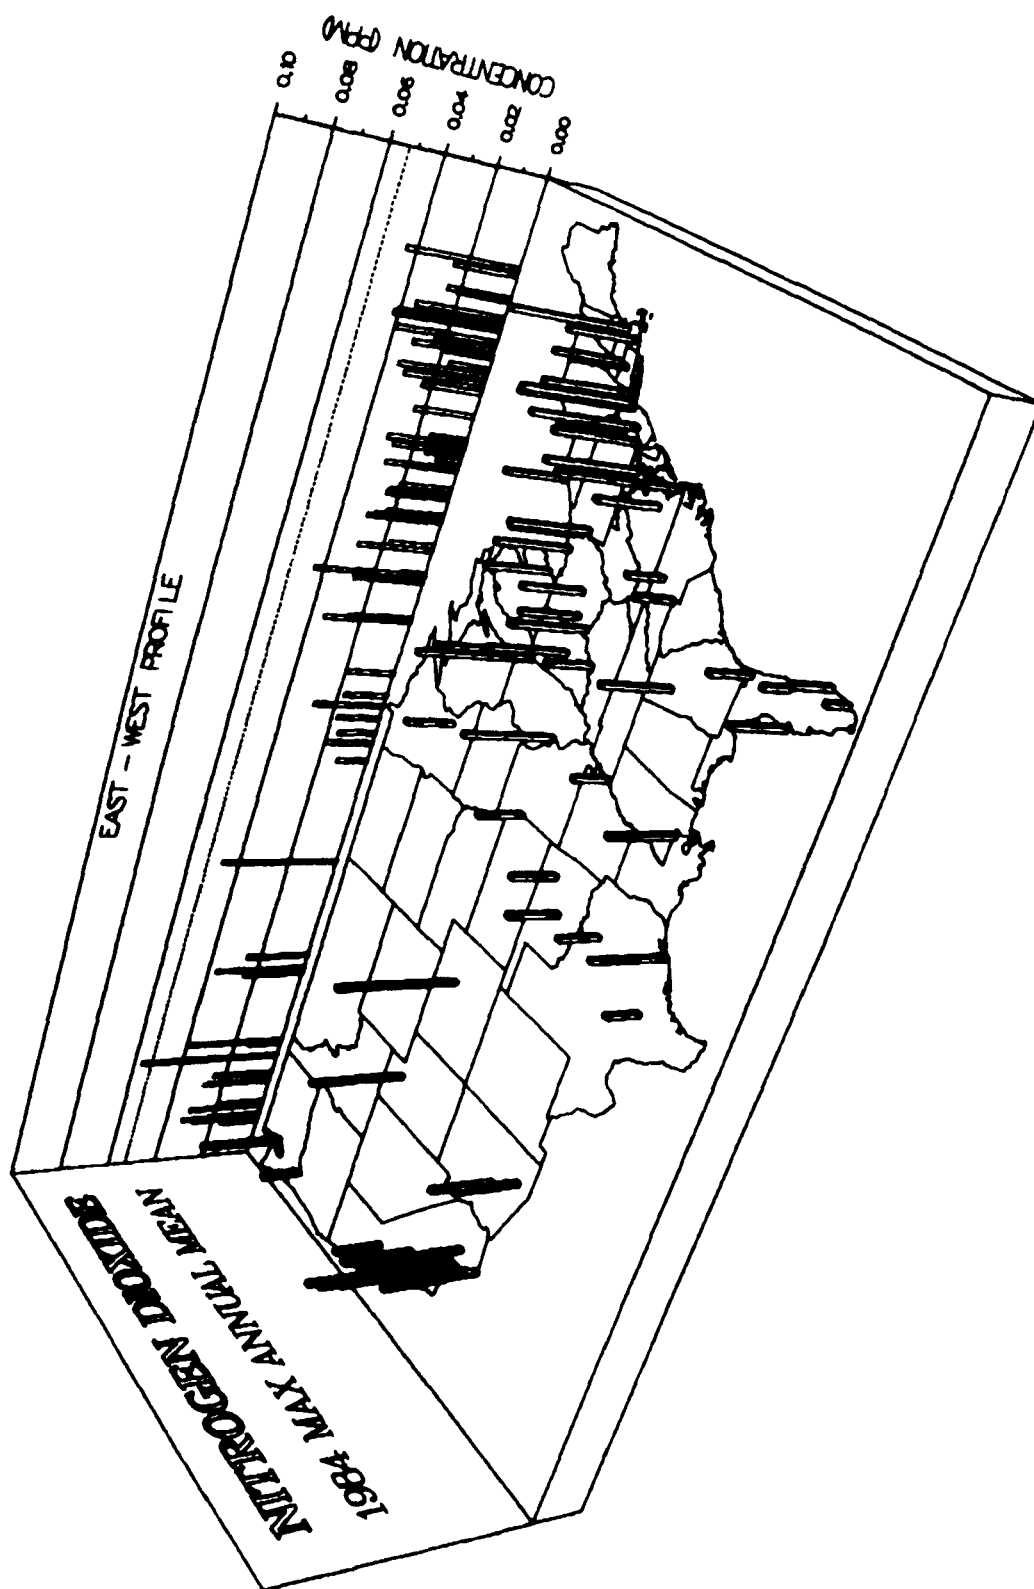 NITROGEN DIOXIDE
1984 MAX ANNUAL MEAN
EAST - WEST PROFILE
CONCENTRATION (PPM)
0.10
0.08
0.06
0.04
0.02
0.00